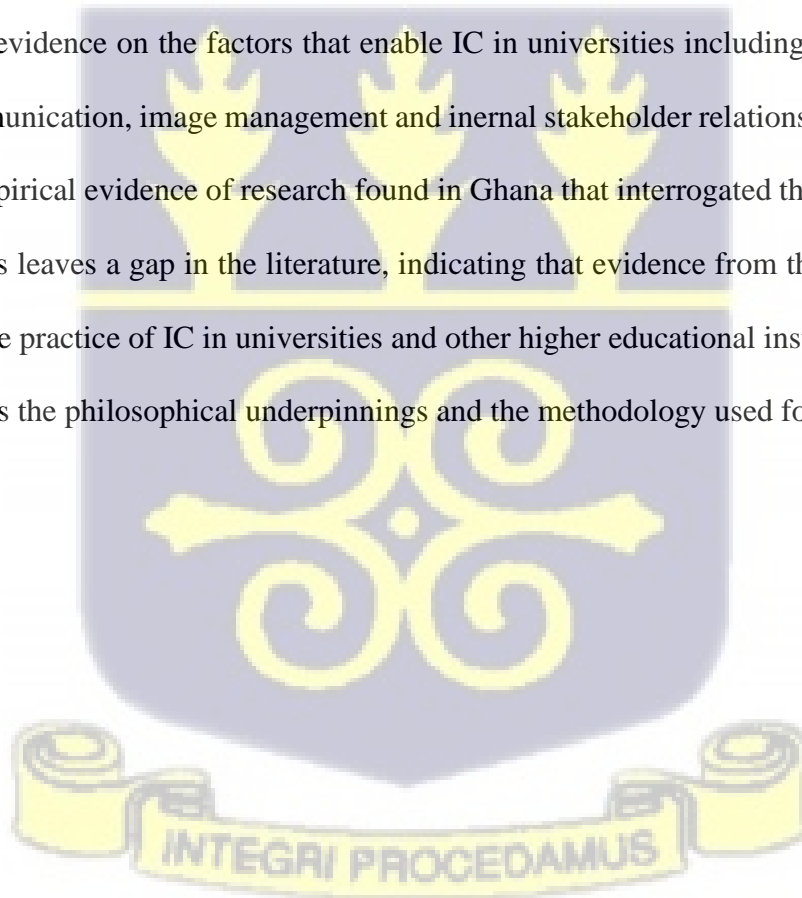 evidence on the factors that enable IC in universities including
unication, image management and inernal stakeholder relations
pirical evidence of research found in Ghana that interrogated th
s leaves a gap in the literature, indicating that evidence from th
e practice of IC in universities and other higher educational ins
s the philosophical underpinnings and the methodology used fo
INTEGRI PROCEDAMUS